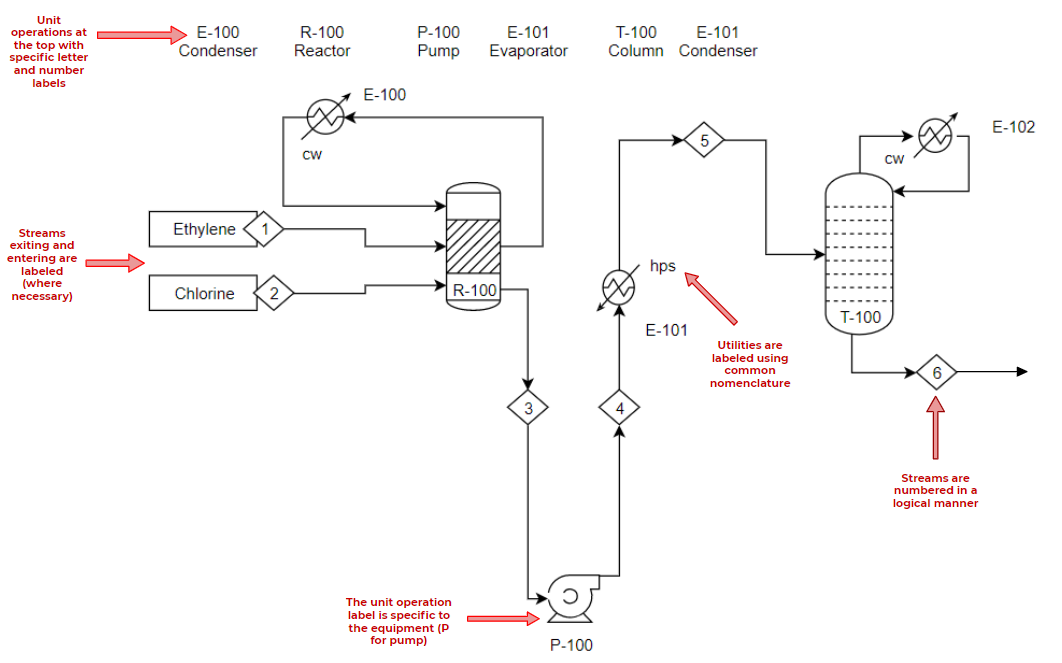 Unit
operations at
the top with
specific letter
and number
labels
E-100
Condenser
R-100
Reactor
P-100
Pump
E-101
Evaporator
T-100
Column
E-101
Condenser
E-100
cw
5
E-102
cw
Streams
exiting and
entering are
labeled
(where
necessary)
Ethylene
1
Chlorine
2
R-100
hps
E-101
T-100
Utilities are
labeled using
common
nomenclature
6
3
4
Streams are
numbered in a
logical manner
The unit operation
label is specific to
the equipment (P
for pump)
P-100